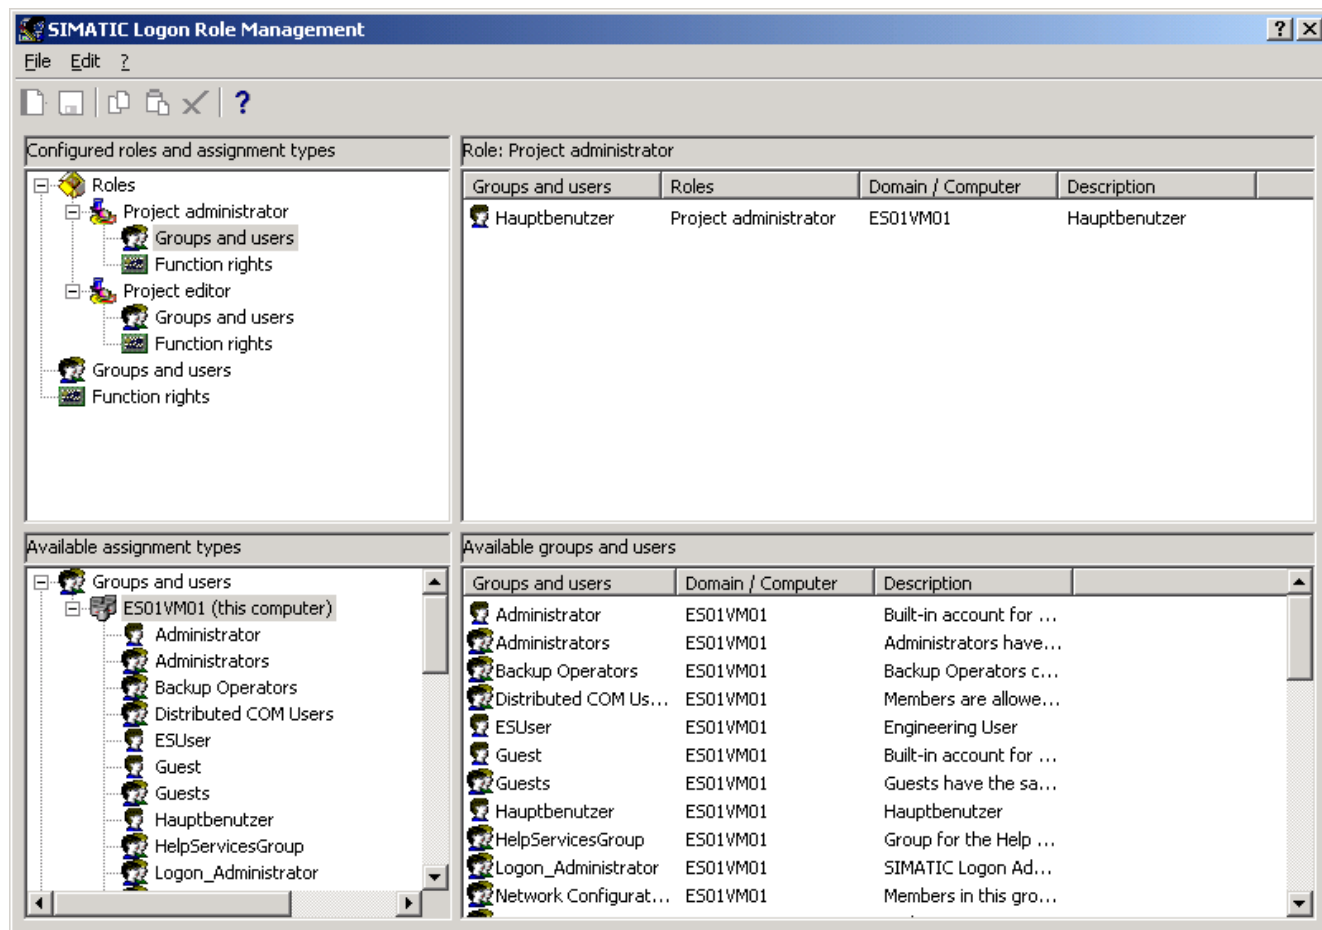 SIMATIC Logon Role Management
File Edit ?
Configured roles and assignment types
Roles
Project administrator
Groups and users
Function rights
Project editor
Groups and users
Function rights
Groups and users
Function rights
Role: Project administrator
Groups and users Roles Domain / Computer Description
Hauptbenutzer Project administrator ES01VM01 Hauptbenutzer
Available assignment types
Groups and users
ES01VM01 (this computer)
Administrator
Administrators
Backup Operators
Distributed COM Users
ESUser
Guest
Guests
Hauptbenutzer
HelpServicesGroup
Logon_Administrator
Available groups and users
Groups and users Domain / Computer Description
Administrator ES01VM01 Built-in account for ...
Administrators ES01VM01 Administrators have...
Backup Operators ES01VM01 Backup Operators c...
Distributed COM Us... ES01VM01 Members are allowe...
ESUser ES01VM01 Engineering User
Guest ES01VM01 Built-in account for ...
Guests ES01VM01 Guests have the sa...
Hauptbenutzer ES01VM01 Hauptbenutzer
HelpServicesGroup ES01VM01 Group for the Help ...
Logon_Administrator ES01VM01 SIMATIC Logon Ad...
Network Configurat... ES01VM01 Members in this gro...